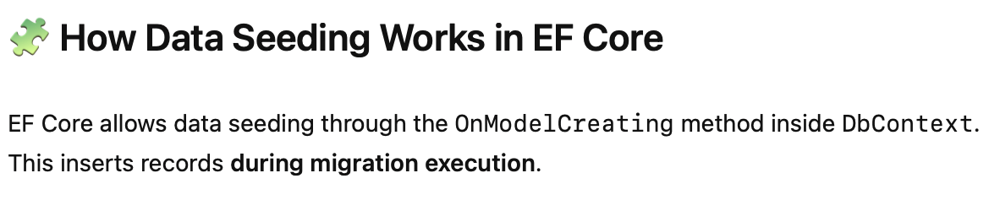 🧩 How Data Seeding Works in EF Core
EF Core allows data seeding through the OnModelCreating method inside DbContext.
This inserts records during migration execution.